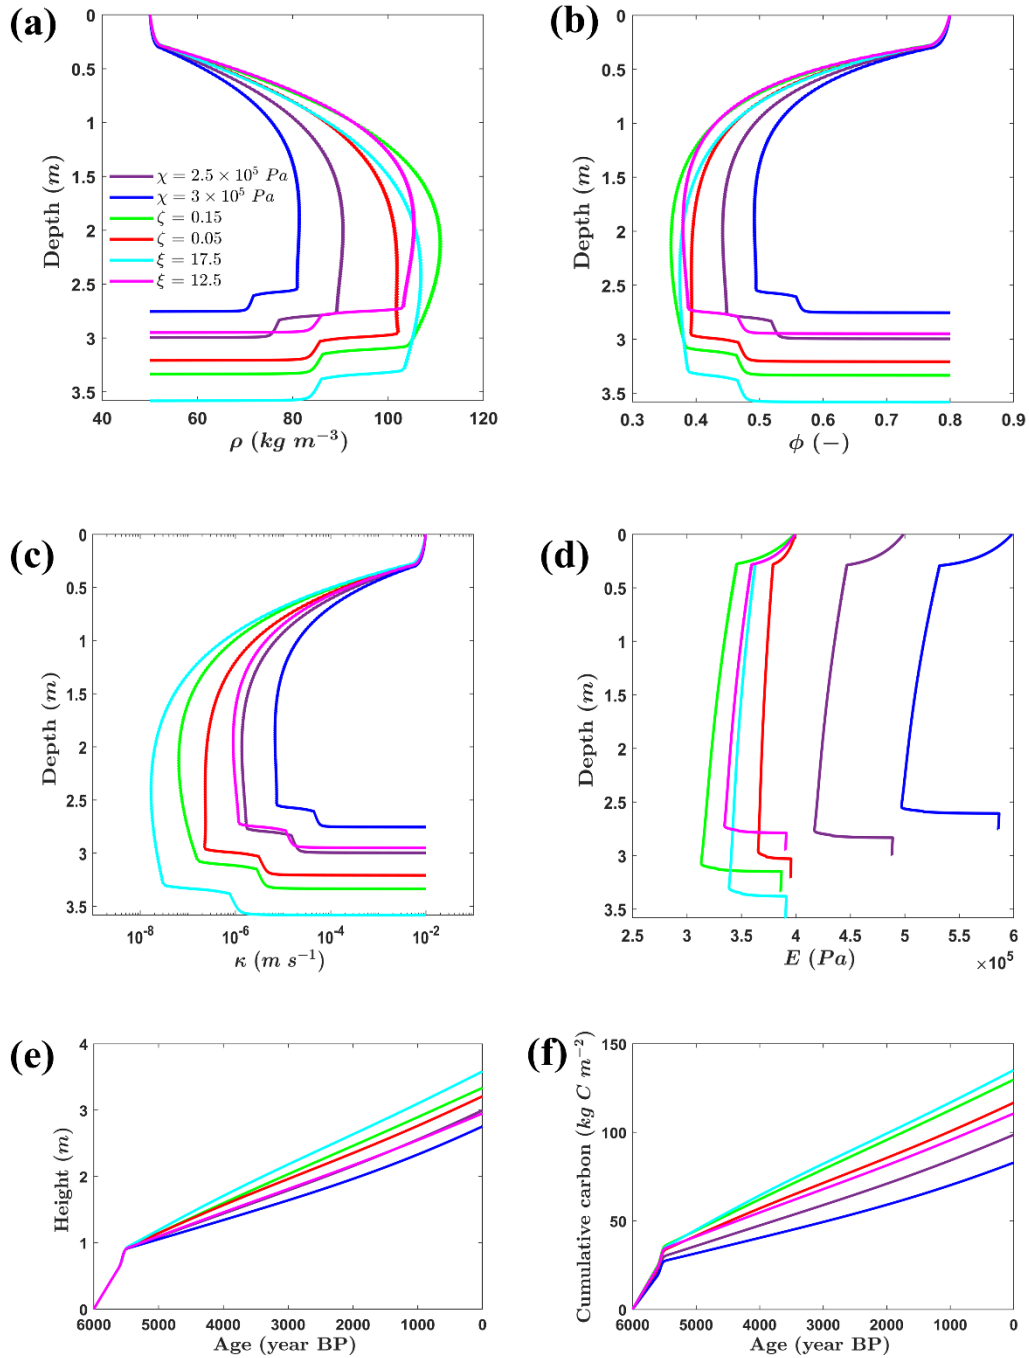 (a)
0
0.5
1
1.5
2
2.5
3
3.5
Depth (m)
χ = 2.5 × 10⁵ Pa
χ = 3 × 10⁵ Pa
ζ = 0.15
ζ = 0.05
ξ = 17.5
ξ = 12.5
40 60 80 100 120
ρ (kg m⁻³)
(b)
0
0.5
1
1.5
2
2.5
3
3.5
Depth (m)
0.3 0.4 0.5 0.6 0.7 0.8 0.9
ϕ (−)
(c)
0
0.5
1
1.5
2
2.5
3
3.5
Depth (m)
10⁻⁸ 10⁻⁶ 10⁻⁴ 10⁻²
κ (m s⁻¹)
(d)
0
0.5
1
1.5
2
2.5
3
3.5
Depth (m)
2.5 3 3.5 4 4.5 5 5.5 6
×10⁵
E (Pa)
(e)
4
3
2
1
0
Height (m)
6000 5000 4000 3000 2000 1000 0
Age (year BP)
(f)
150
100
50
0
Cumulative carbon (kg C m⁻²)
6000 5000 4000 3000 2000 1000 0
Age (year BP)